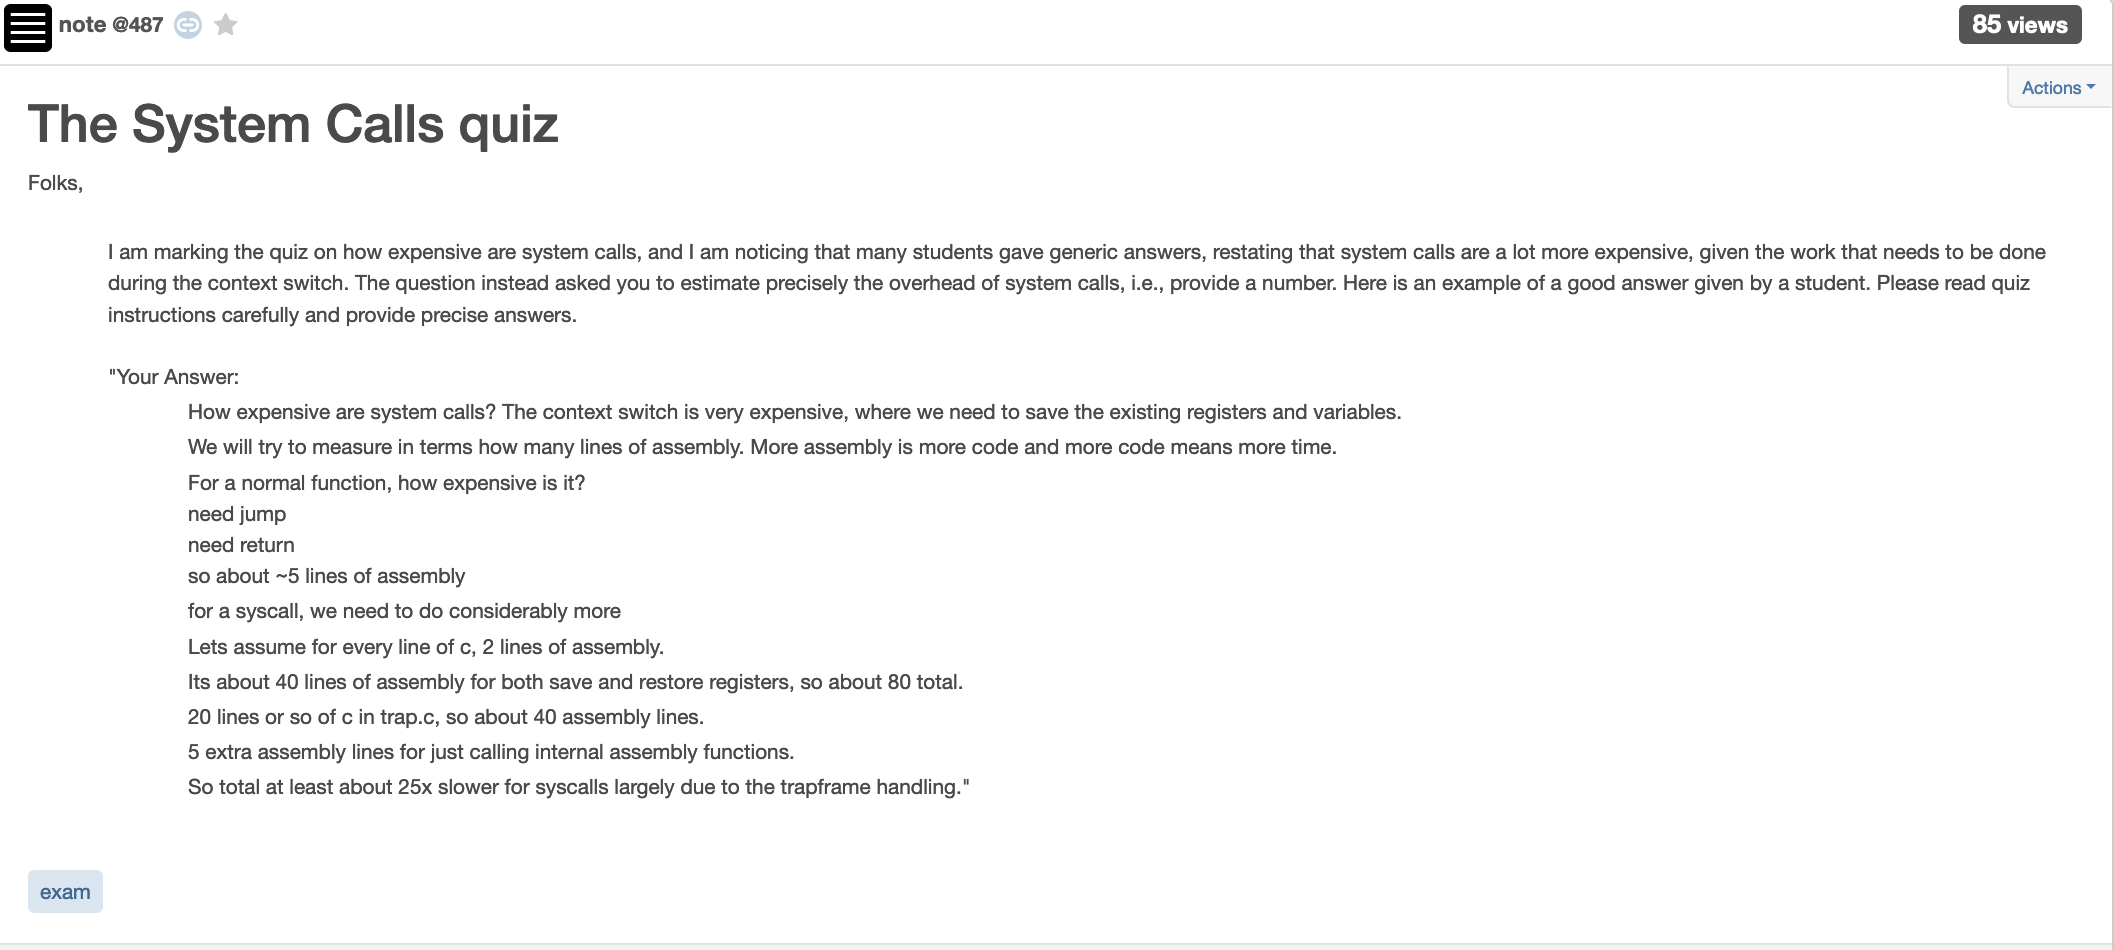 note @487
85 views
Actions
The System Calls quiz
Folks,
I am marking the quiz on how expensive are system calls, and I am noticing that many students gave generic answers, restating that system calls are a lot more expensive, given the work that needs to be done
during the context switch. The question instead asked you to estimate precisely the overhead of system calls, i.e., provide a number. Here is an example of a good answer given by a student. Please read quiz
instructions carefully and provide precise answers.
"Your Answer:
How expensive are system calls? The context switch is very expensive, where we need to save the existing registers and variables.
We will try to measure in terms how many lines of assembly. More assembly is more code and more code means more time.
For a normal function, how expensive is it?
need jump
need return
so about ~5 lines of assembly
for a syscall, we need to do considerably more
Lets assume for every line of c, 2 lines of assembly.
Its about 40 lines of assembly for both save and restore registers, so about 80 total.
20 lines or so of c in trap.c, so about 40 assembly lines.
5 extra assembly lines for just calling internal assembly functions.
So total at least about 25x slower for syscalls largely due to the trapframe handling."
exam